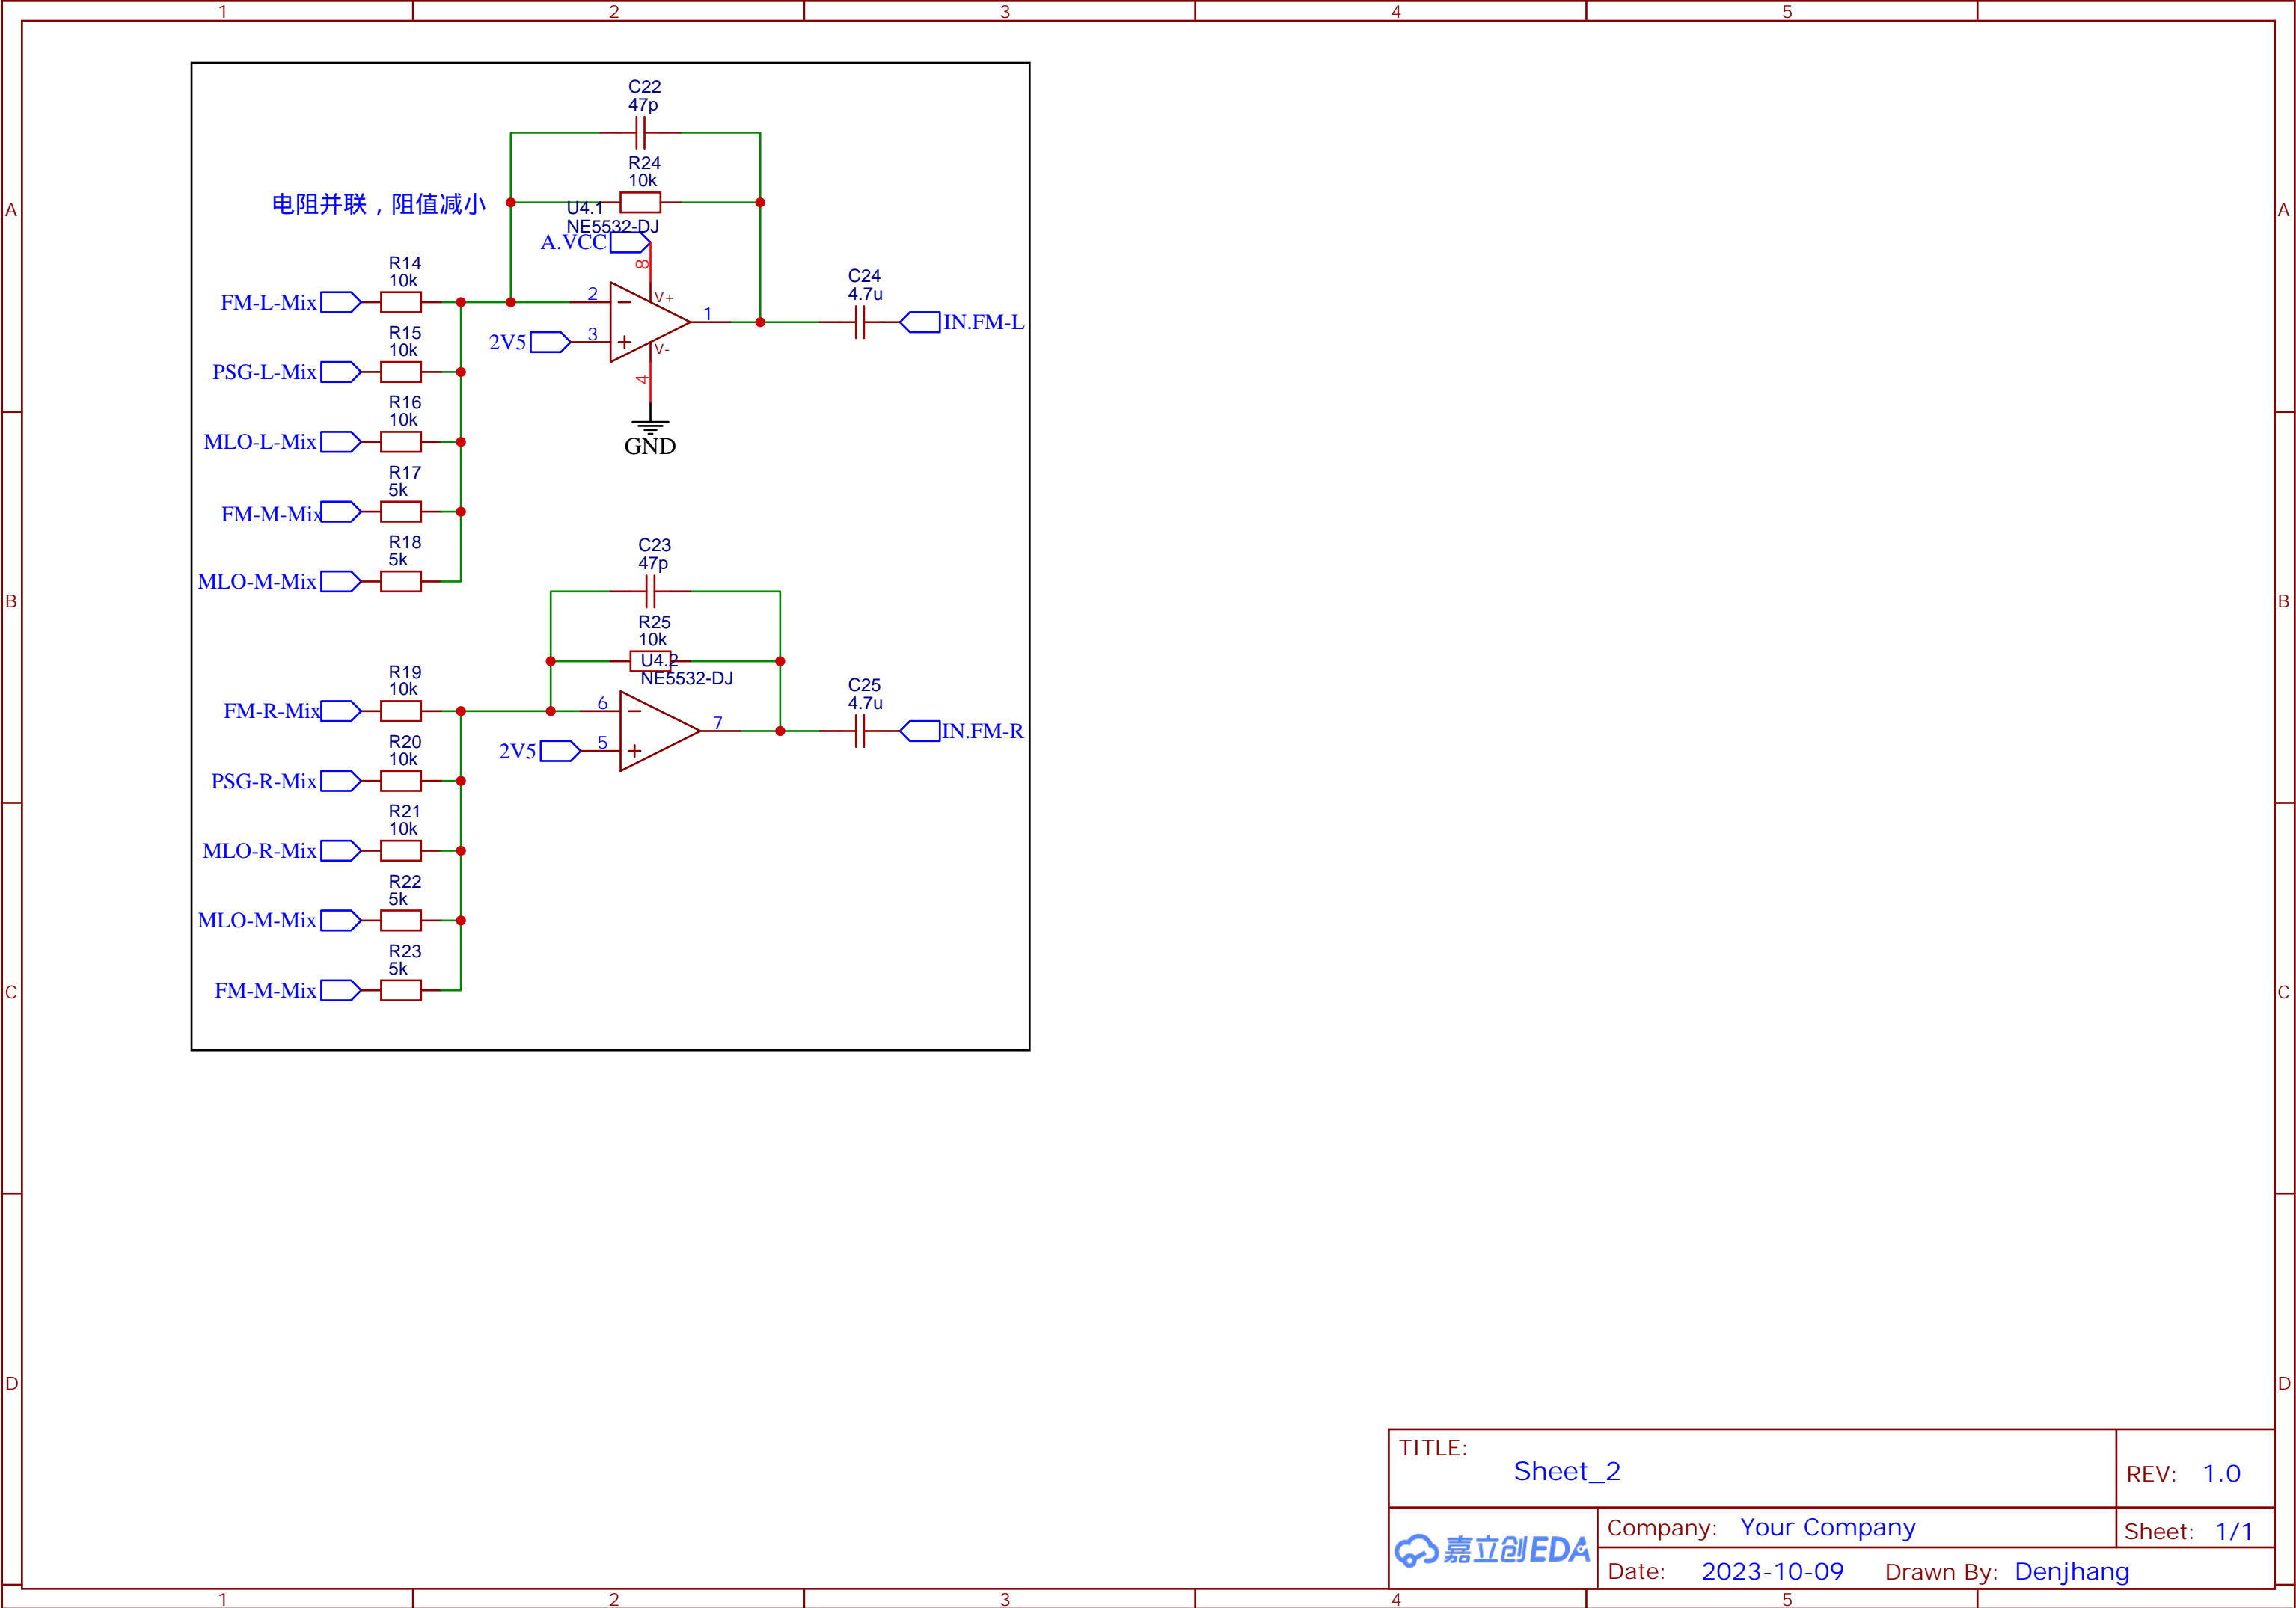 1 2 3 4 5
A A
B B
C C
D D
C22
47p
R24
10k
电阻并联，阻值减小
U4.1
NE5532-DJ
A.VCC
8
R14
10k
FM-L-Mix
2
V+
1
C24
4.7u
IN.FM-L
2V5
3
V-
4
GND
R15
10k
PSG-L-Mix
R16
10k
MLO-L-Mix
R17
5k
FM-M-Mix
R18
5k
MLO-M-Mix
C23
47p
R25
10k
U4.2
NE5532-DJ
R19
10k
FM-R-Mix
6
7
C25
4.7u
IN.FM-R
2V5
5
R20
10k
PSG-R-Mix
R21
10k
MLO-R-Mix
R22
5k
MLO-M-Mix
R23
5k
FM-M-Mix
TITLE:
Sheet_2
REV: 1.0
嘉立创EDA
Company: Your Company
Sheet: 1/1
Date: 2023-10-09 Drawn By: Denjhang
1 2 3 4 5